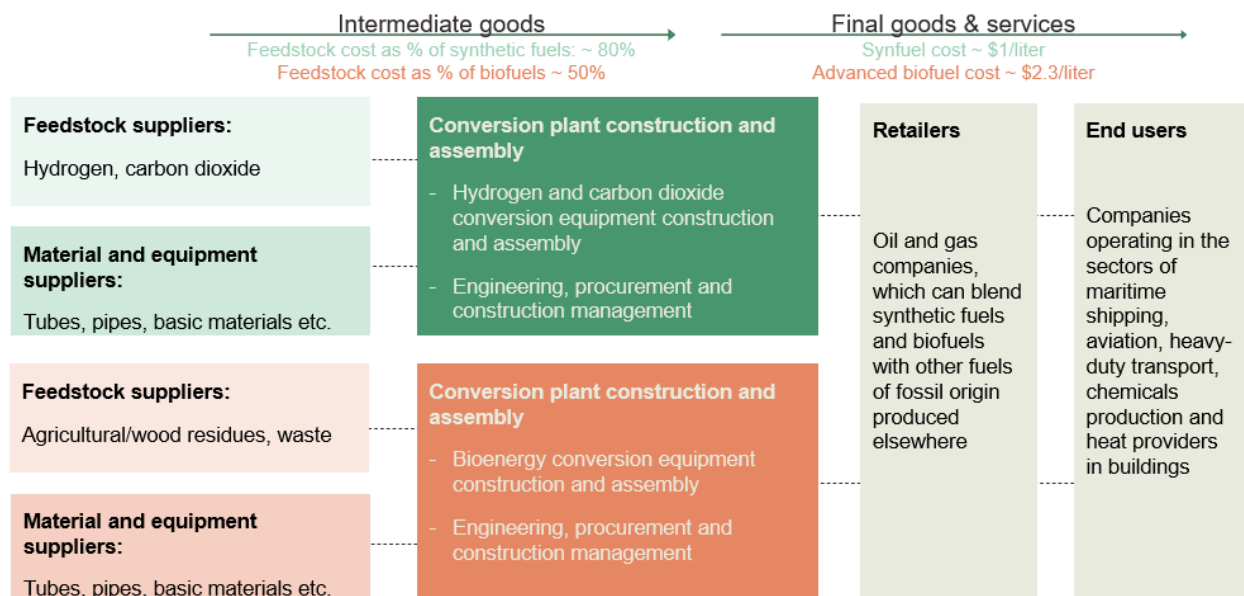 Intermediate goods
Feedstock cost as % of synthetic fuels: ~ 80%
Feedstock cost as % of biofuels ~ 50%
Final goods & services
Synfuel cost ~ $1/liter
Advanced biofuel cost ~ $2.3/liter
Feedstock suppliers:
Hydrogen, carbon dioxide
Material and equipment
suppliers:
Tubes, pipes, basic materials etc.
Conversion plant construction and
assembly
- Hydrogen and carbon dioxide
conversion equipment construction
and assembly
- Engineering, procurement and
construction management
Feedstock suppliers:
Agricultural/wood residues, waste
Material and equipment
suppliers:
Tubes, pipes, basic materials etc.
Conversion plant construction and
assembly
- Bioenergy conversion equipment
construction and assembly
- Engineering, procurement and
construction management
Retailers
Oil and gas
companies,
which can blend
synthetic fuels
and biofuels
with other fuels
of fossil origin
produced
elsewhere
End users
Companies
operating in the
sectors of
maritime
shipping,
aviation, heavy-
duty transport,
chemicals
production and
heat providers
in buildings